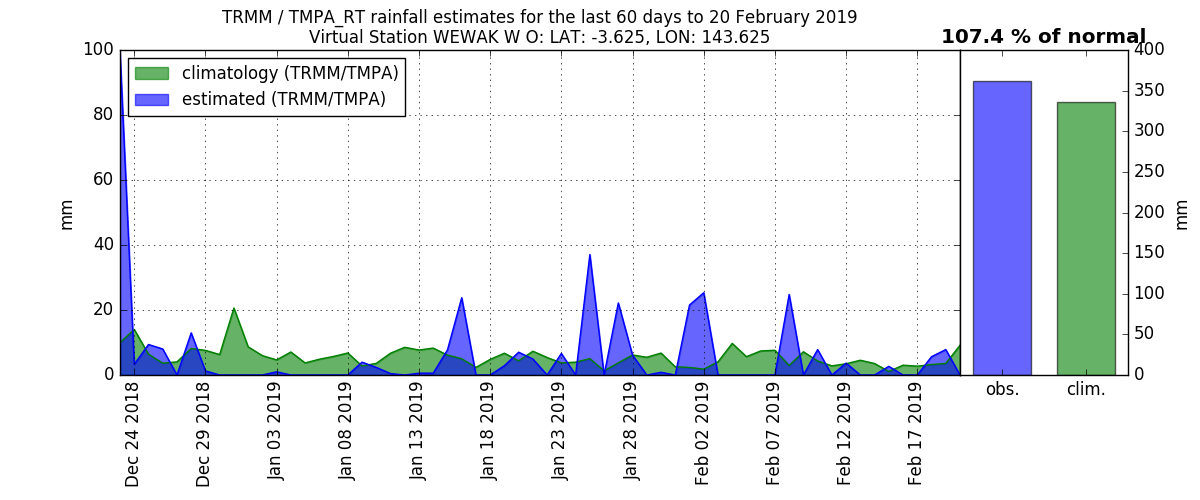 TRMM / TMPA_RT rainfall estimates for the last 60 days to 20 February 2019
Virtual Station WEWAK W O: LAT: -3.625, LON: 143.625
107.4 % of normal
climatology (TRMM/TMPA)
estimated (TRMM/TMPA)
mm
100
80
60
40
20
0
Dec 24 2018
Dec 29 2018
Jan 03 2019
Jan 08 2019
Jan 13 2019
Jan 18 2019
Jan 23 2019
Jan 28 2019
Feb 02 2019
Feb 07 2019
Feb 12 2019
Feb 17 2019
obs.
clim.
400
350
300
250
200
150
100
50
0
mm